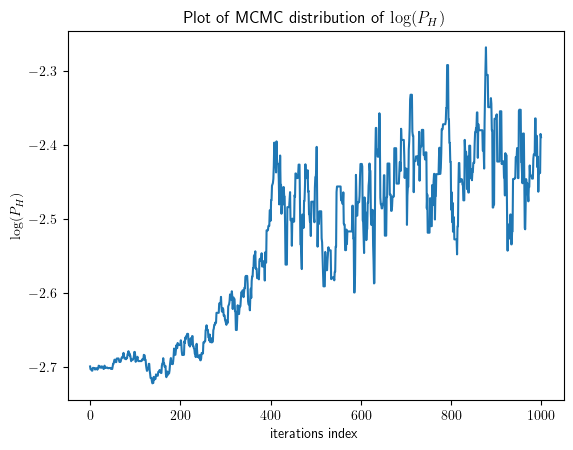 Plot of MCMC distribution of log(P_H)
log(P_H)
−2.3
−2.4
−2.5
−2.6
−2.7
0 200 400 600 800 1000
iterations index